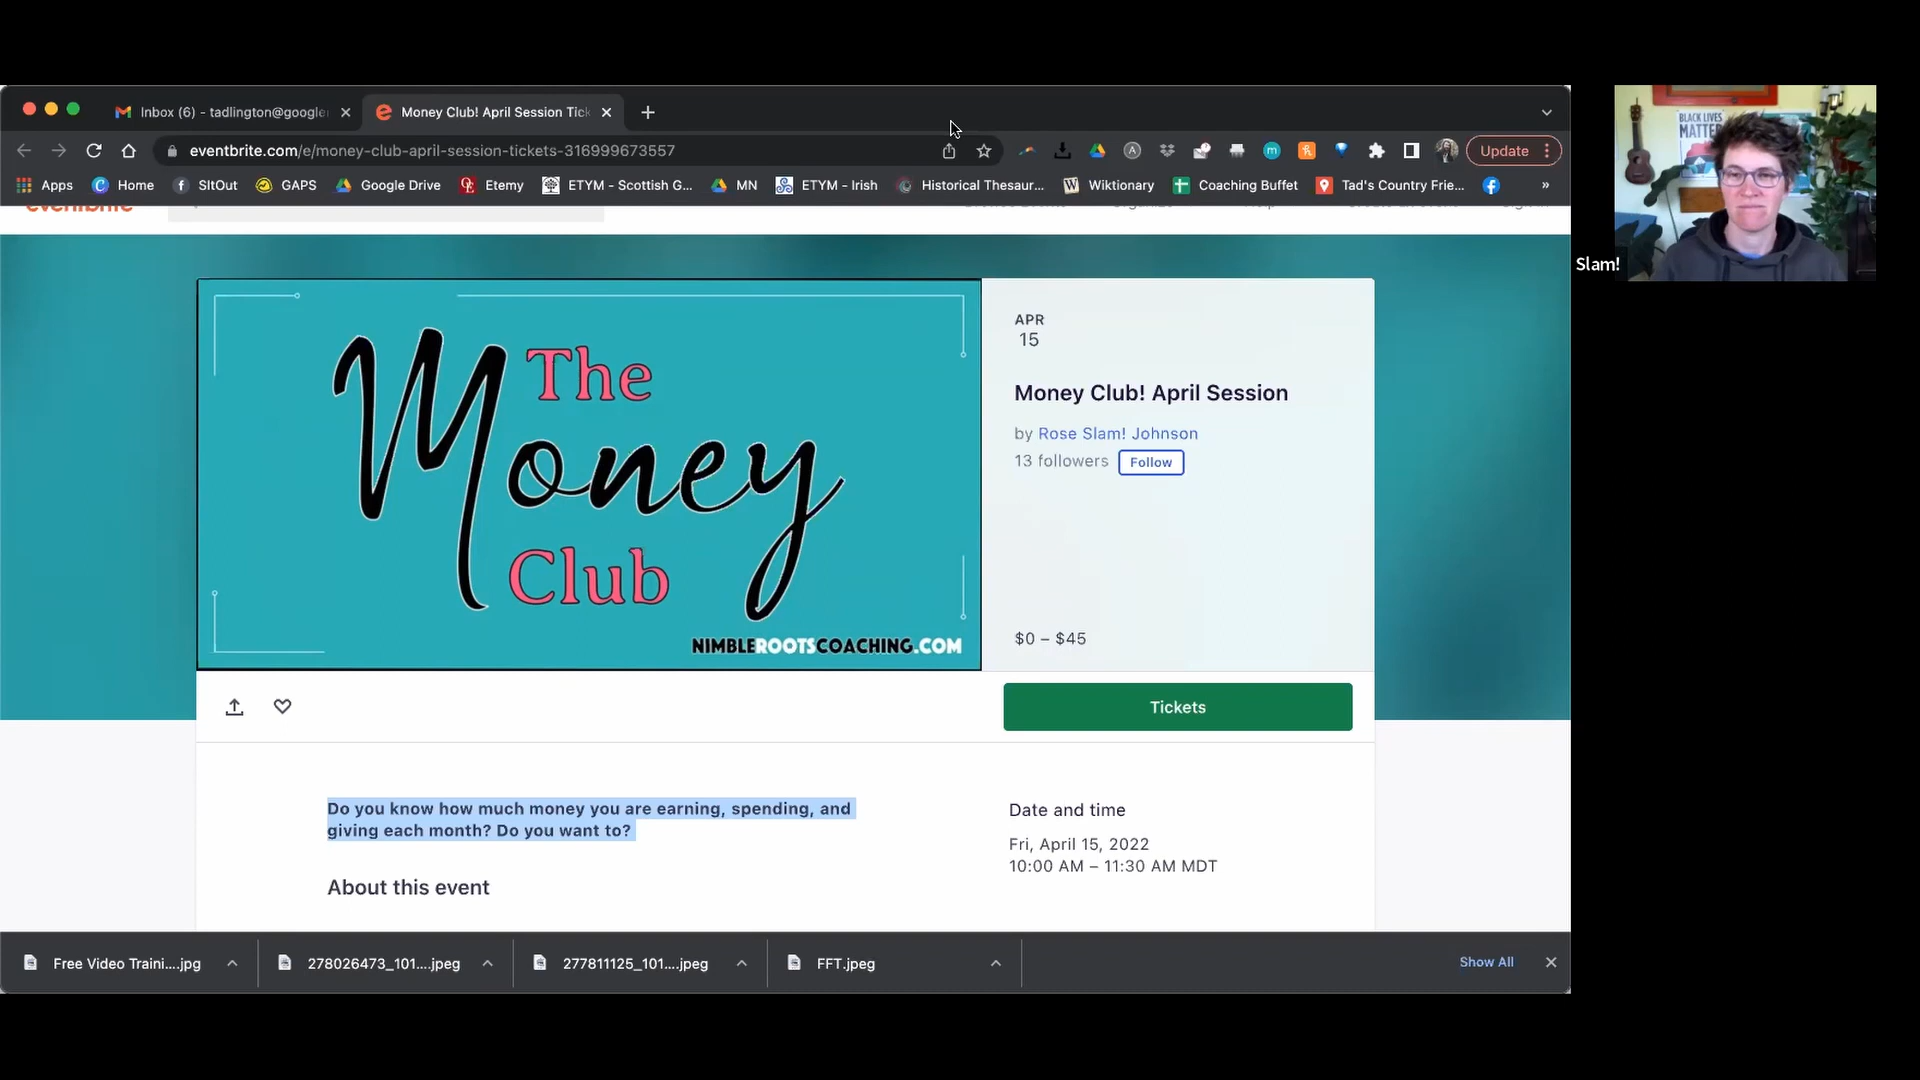 Inbox (6) - tadlington@google
Money Club! April Session Tick
eventbrite.com/e/money-club-april-session-tickets-316999673557
Update
Apps
Home
SltOut
GAPS
Google Drive
Etemy
ETYM - Scottish G...
MN
ETYM - Irish
Historical Thesaur...
Wiktionary
Coaching Buffet
Tad's Country Frie...
»
eventbrite
BLACK LIVES
MATTER
Slam!
The
Money
Club
NIMBLEROOTSCOACHING.COM
APR
15
Money Club! April Session
by Rose Slam! Johnson
13 followers Follow
$0 – $45
Tickets
Do you know how much money you are earning, spending, and
giving each month? Do you want to?
About this event
Date and time
Fri, April 15, 2022
10:00 AM – 11:30 AM MDT
Free Video Traini....jpg
278026473_101....jpeg
277811125_101....jpeg
FFT.jpeg
Show All